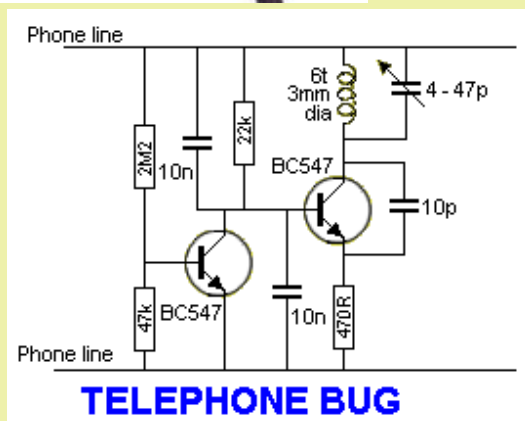 Phone line
6t
3mm
dia
4 - 47p
2M2
10n
22k
BC547
10p
47k
BC547
10n
470R
Phone line
TELEPHONE BUG